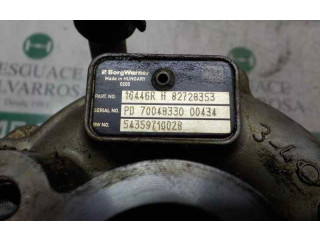 DESGUACE
ALVARROS
BorgWarner
Made in HUNGARY
PART NO. 16446R H 82728353
SERIAL NO. PD 70048330 00434
BW NO. 54359710028
3-40